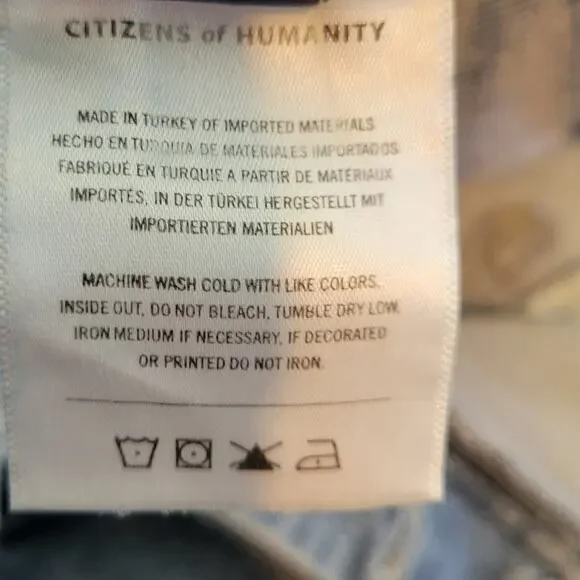 CITIZENS of HUMANITY
MADE IN TURKEY OF IMPORTED MATERIALS
HECHO EN TURQUIA DE MATERIALES IMPORTADOS
FABRIQUÉ EN TURQUIE A PARTIR DE MATÉRIAUX
IMPORTÉS, IN DER TÜRKEI HERGESTELLT MIT
IMPORTIERTEN MATERIALIEN
MACHINE WASH COLD WITH LIKE COLORS,
INSIDE OUT, DO NOT BLEACH, TUMBLE DRY LOW,
IRON MEDIUM IF NECESSARY, IF DECORATED
OR PRINTED DO NOT IRON.